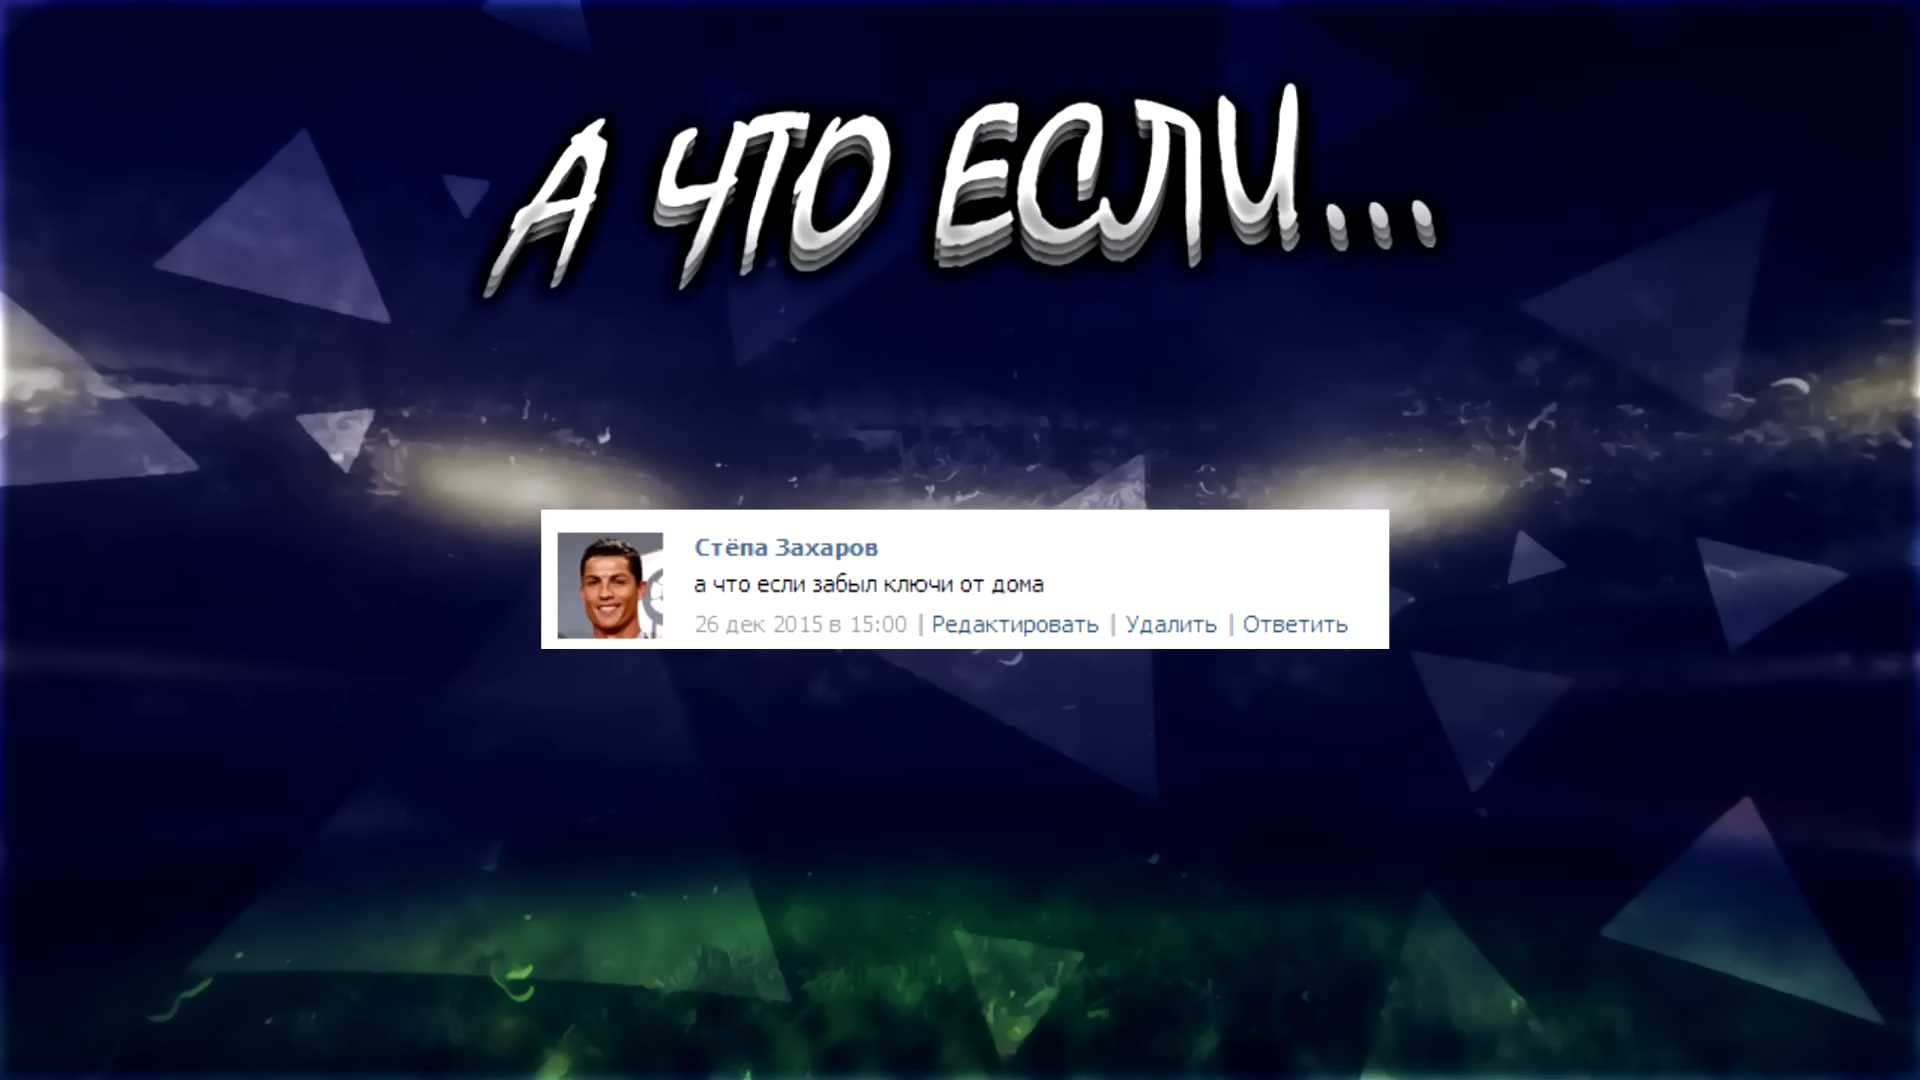 А ЧТО ЕСЛИ...
Стёпа Захаров
а что если забыл ключи от дома
26 дек 2015 в 15:00 | Редактировать | Удалить | Ответить